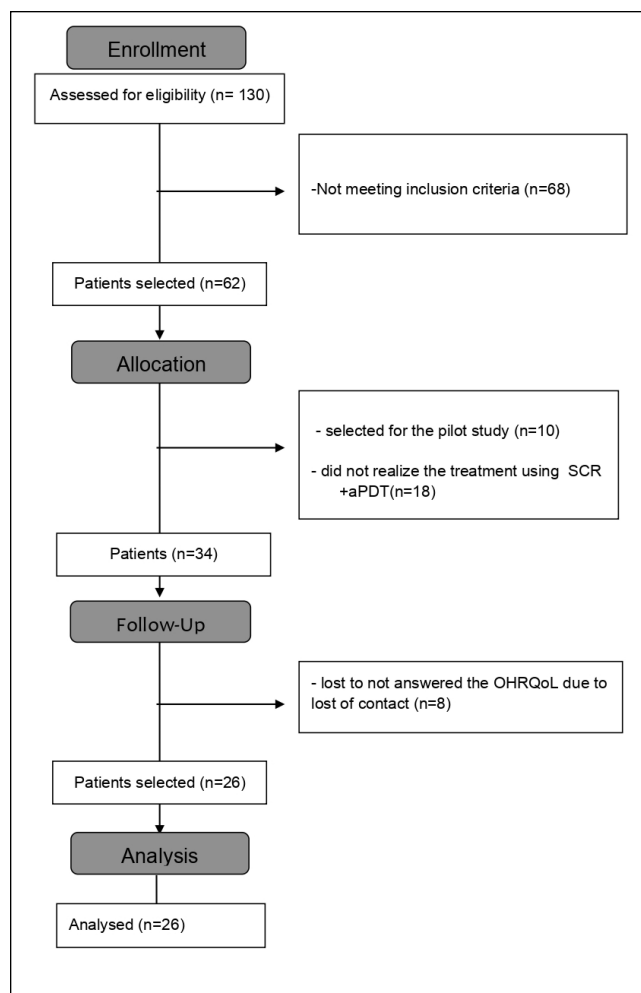 Enrollment
Assessed for eligibility (n= 130)
-Not meeting inclusion criteria (n=68)
Patients selected (n=62)
Allocation
- selected for the pilot study (n=10)
- did not realize the treatment using SCR
+aPDT(n=18)
Patients (n=34)
Follow-Up
- lost to not answered the OHRQoL due to
lost of contact (n=8)
Patients selected (n=26)
Analysis
Analysed (n=26)